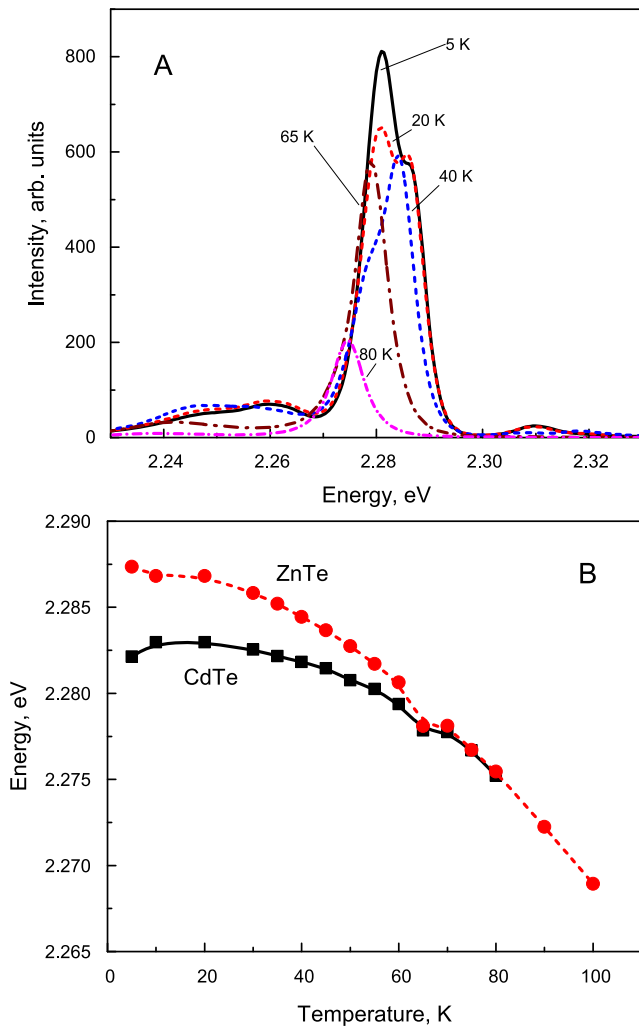 A
5 K
20 K
65 K
40 K
80 K
800
600
400
200
0
Intensity, arb. units
2.24
2.26
2.28
2.30
2.32
Energy, eV
B
ZnTe
CdTe
2.290
2.285
2.280
2.275
2.270
2.265
Energy, eV
0
20
40
60
80
100
Temperature, K